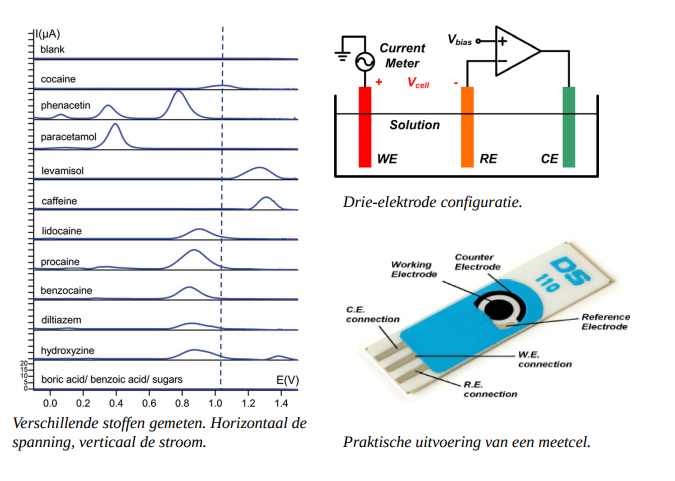 I(µA)
blank
cocaine
phenacetin
paracetamol
levamisol
caffeine
lidocaine
procaine
benzocaine
diltiazem
hydroxyzine
20
15
10
5
0
boric acid/ benzoic acid/ sugars
E(V)
0.0 0.2 0.4 0.6 0.8 1.0 1.2 1.4
Verschillende stoffen gemeten. Horizontaal de
spanning, verticaal de stroom.
Current
Meter
Vbias
+
-
+
Vcell
-
Solution
WE
RE
CE
Drie-elektrode configuratie.
Working
Electrode
Counter
Electrode
DS
110
C.E.
connection
Reference
Electrode
W.E.
connection
R.E.
connection
Praktische uitvoering van een meetcel.